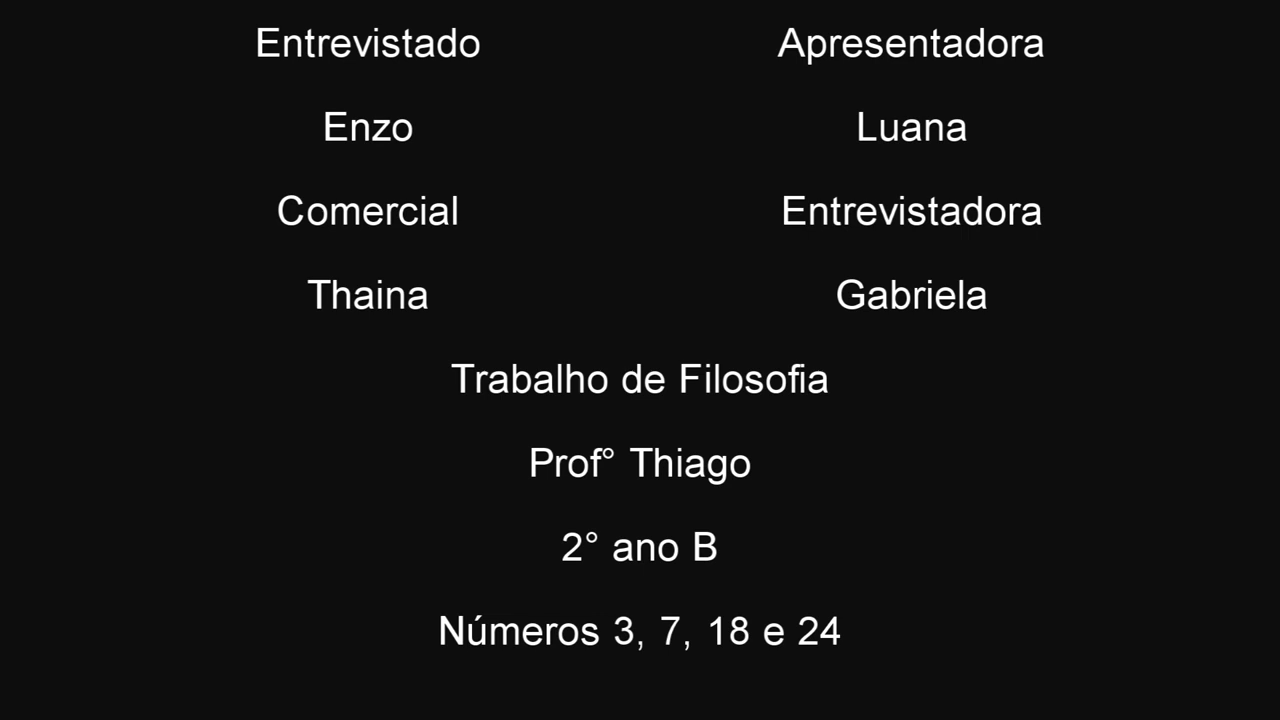 Entrevistado Apresentadora
Enzo Luana
Comercial Entrevistadora
Thaina Gabriela
Trabalho de Filosofia
Prof° Thiago
2° ano B
Números 3, 7, 18 e 24